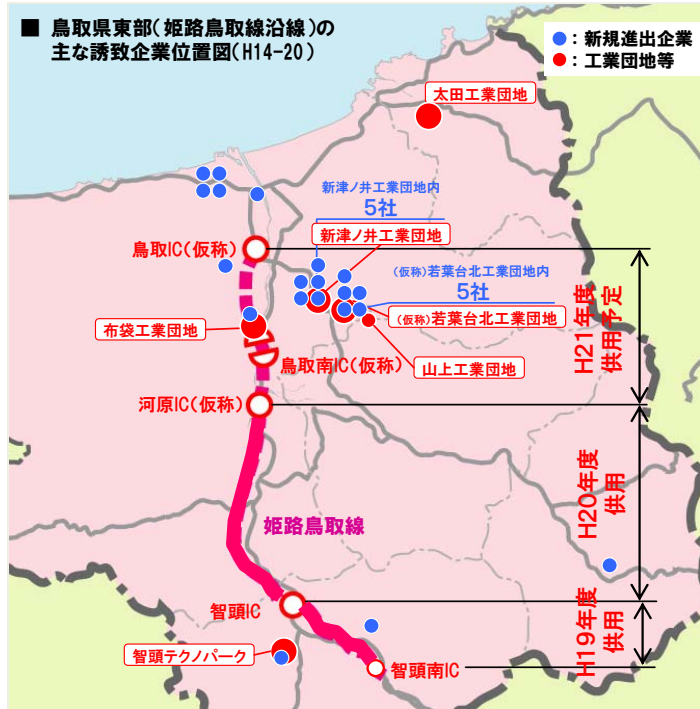 ■ 鳥取県東部(姫路鳥取線沿線)の
主な誘致企業位置図(H14-20)
●:新規進出企業
●:工業団地等
太田工業団地
新津ノ井工業団地内
5社
新津ノ井工業団地
鳥取IC(仮称)
(仮称)若葉台北工業団地内
5社
(仮称)若葉台北工業団地
布袋工業団地
鳥取南IC(仮称)
山上工業団地
河原IC(仮称)
H21年度
供用予定
姫路鳥取線
H20年度
供用
智頭IC
H19年度
供用
智頭テクノパーク
智頭南IC